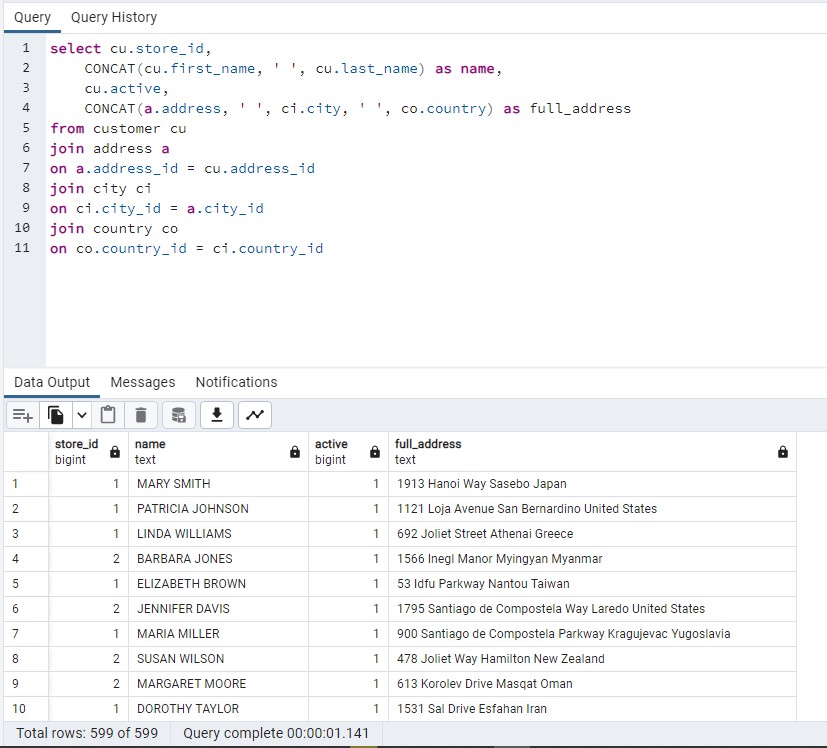 Query Query History
1 select cu.store_id,
2 CONCAT(cu.first_name, ' ', cu.last_name) as name,
3 cu.active,
4 CONCAT(a.address, ' ', ci.city, ' ', co.country) as full_address
5 from customer cu
6 join address a
7 on a.address_id = cu.address_id
8 join city ci
9 on ci.city_id = a.city_id
10 join country co
11 on co.country_id = ci.country_id
Data Output Messages Notifications
store_id name active full_address
bigint text bigint text
1 1 MARY SMITH 1 1913 Hanoi Way Sasebo Japan
2 1 PATRICIA JOHNSON 1 1121 Loja Avenue San Bernardino United States
3 1 LINDA WILLIAMS 1 692 Joliet Street Athenai Greece
4 2 BARBARA JONES 1 1566 Inegl Manor Myingyan Myanmar
5 1 ELIZABETH BROWN 1 53 Idfu Parkway Nantou Taiwan
6 2 JENNIFER DAVIS 1 1795 Santiago de Compostela Way Laredo United States
7 1 MARIA MILLER 1 900 Santiago de Compostela Parkway Kragujevac Yugoslavia
8 2 SUSAN WILSON 1 478 Joliet Way Hamilton New Zealand
9 2 MARGARET MOORE 1 613 Korolev Drive Masqat Oman
10 1 DOROTHY TAYLOR 1 1531 Sal Drive Esfahan Iran
Total rows: 599 of 599 Query complete 00:00:01.141